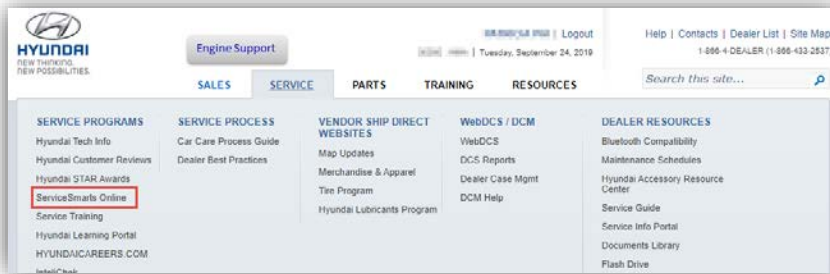 HYUNDAI
NEW THINKING.
NEW POSSIBILITIES.
Engine Support
| Logout
| Tuesday, September 24, 2019
Help | Contacts | Dealer List | Site Map
1-866-4-DEALER (1-866-433-2537)
SALES SERVICE PARTS TRAINING RESOURCES
Search this site...
SERVICE PROGRAMS
Hyundai Tech Info
Hyundai Customer Reviews
Hyundai STAR Awards
ServiceSmarts Online
Service Training
Hyundai Learning Portal
HYUNDAICAREERS.COM
InteliChek
SERVICE PROCESS
Car Care Process Guide
Dealer Best Practices
VENDOR SHIP DIRECT
WEBSITES
Map Updates
Merchandise & Apparel
Tire Program
Hyundai Lubricants Program
WebDCS / DCM
WebDCS
DCS Reports
Dealer Case Mgmt
DCM Help
DEALER RESOURCES
Bluetooth Compatibility
Maintenance Schedules
Hyundai Accessory Resource
Center
Service Guide
Service Info Portal
Documents Library
Flash Drive